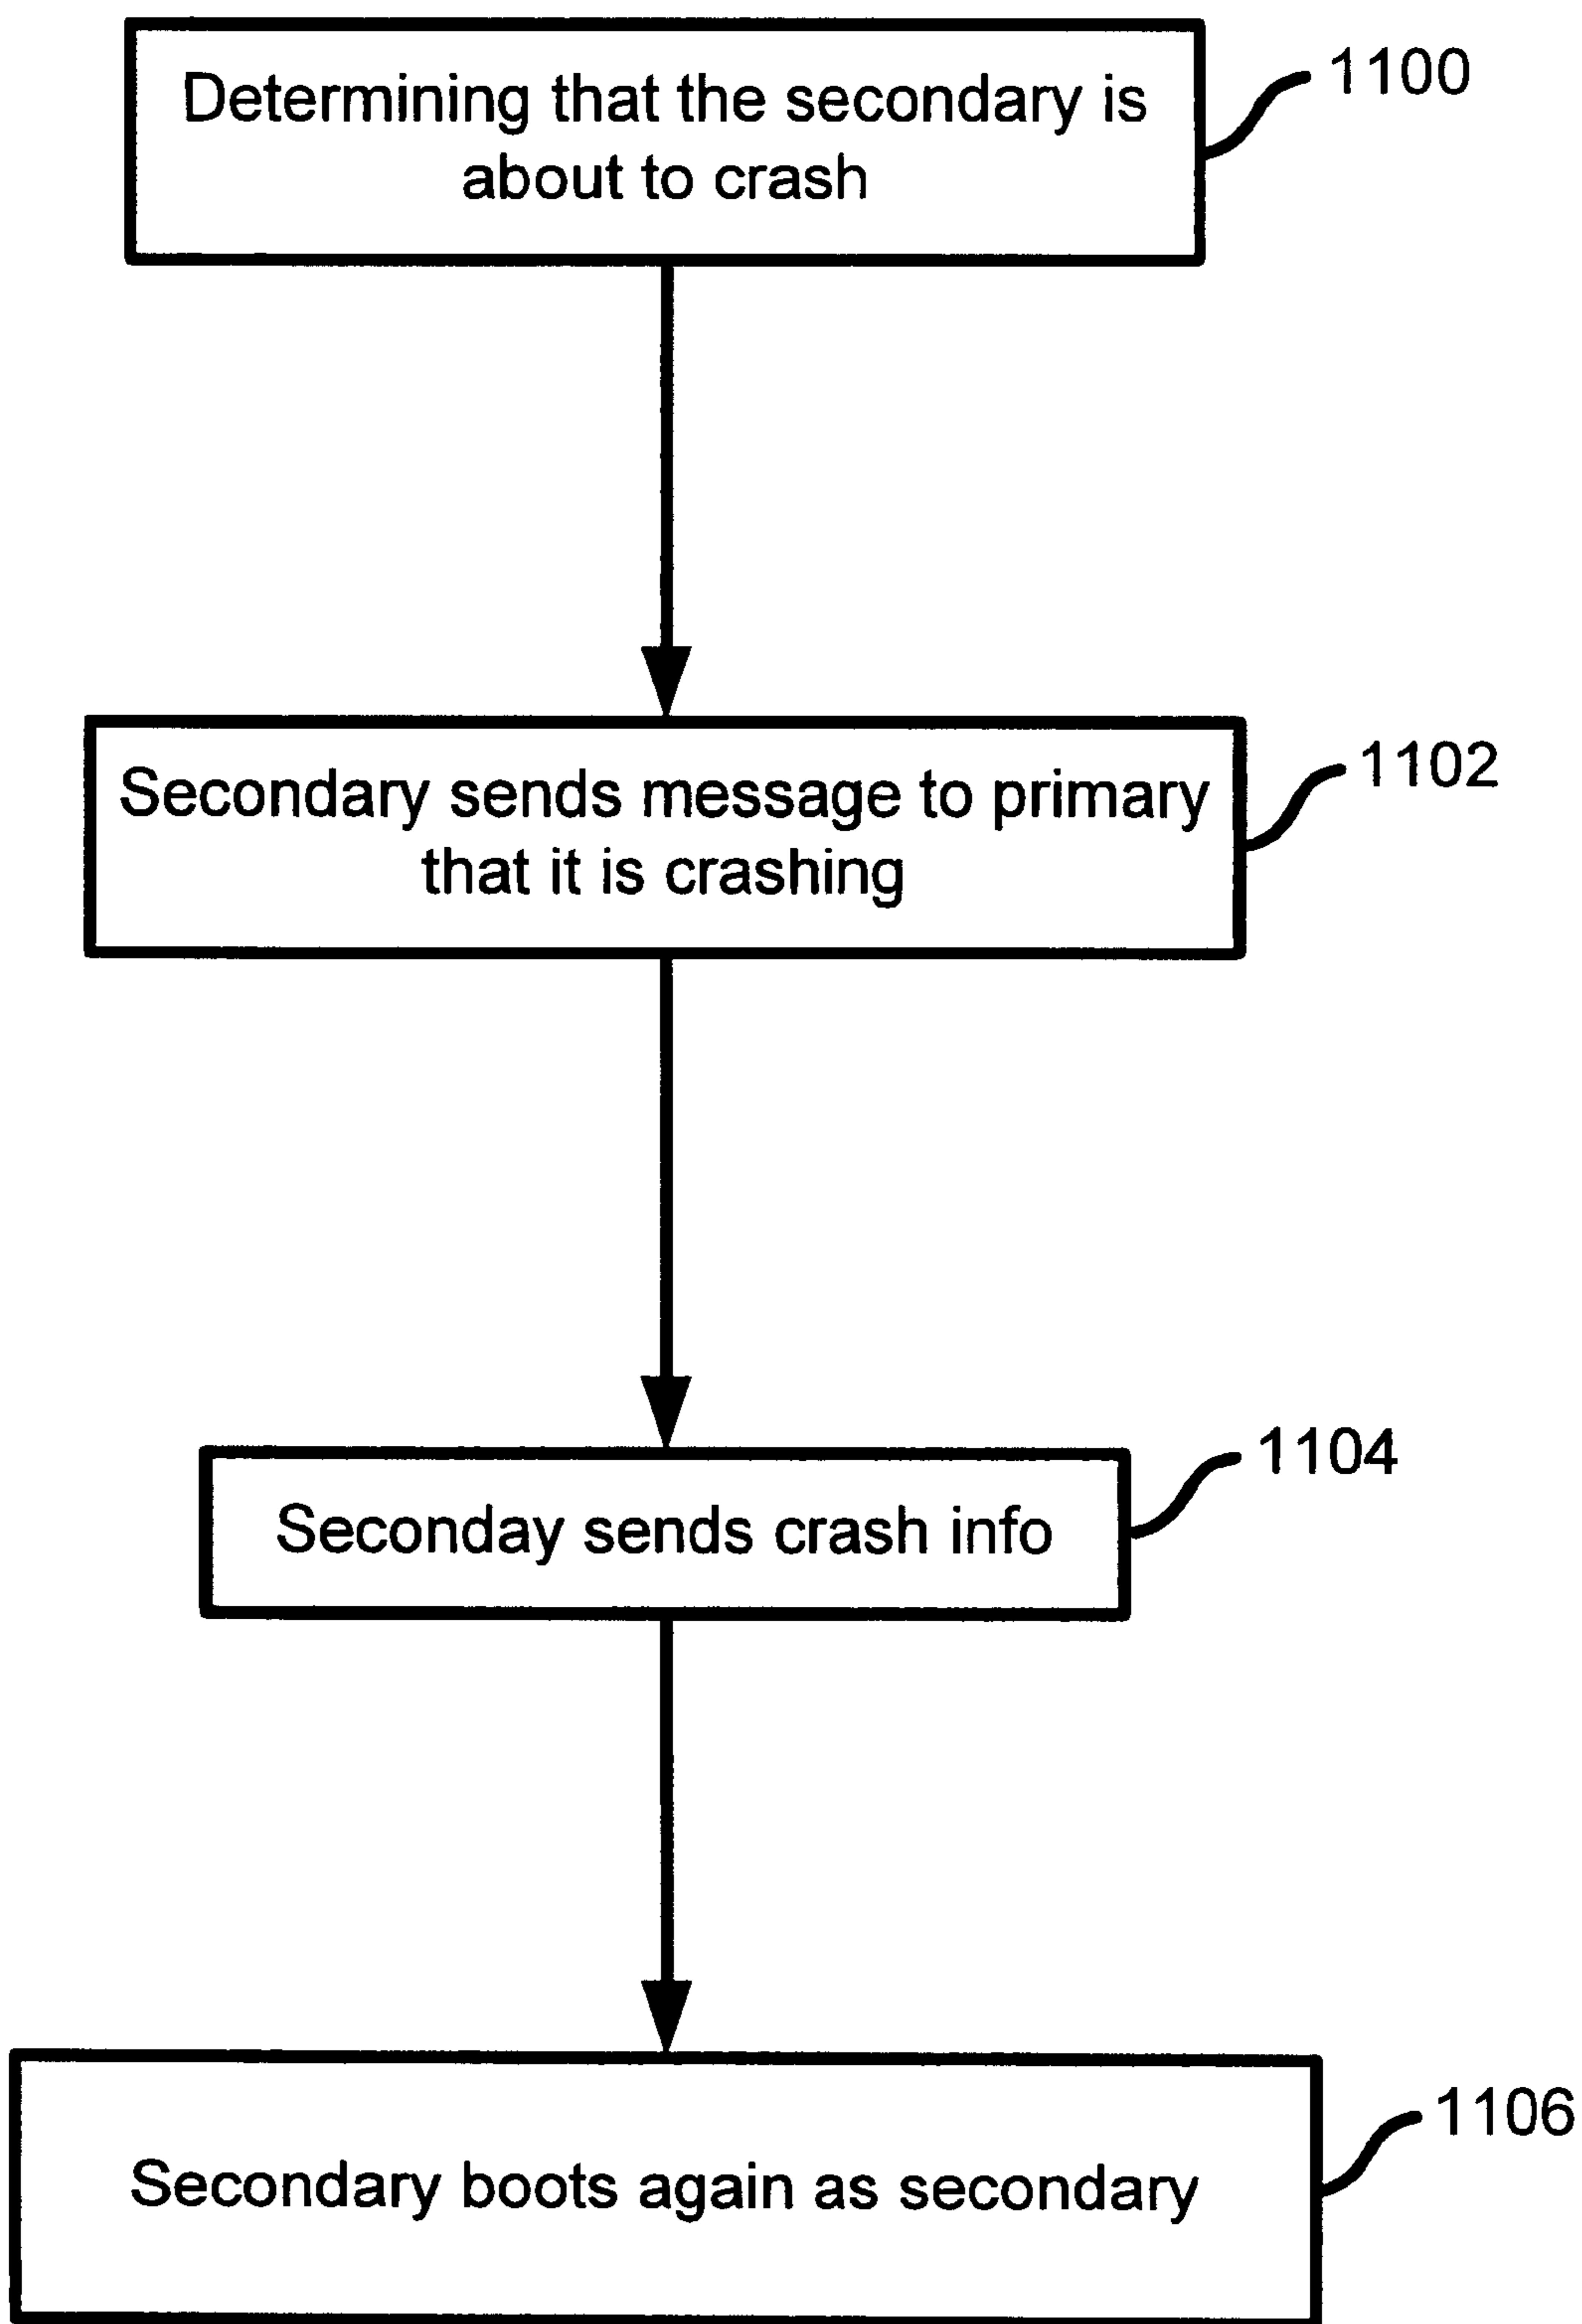 Determining that the secondary is
about to crash
1100
Secondary sends message to primary
that it is crashing
1102
Seconday sends crash info
1104
Secondary boots again as secondary
1106